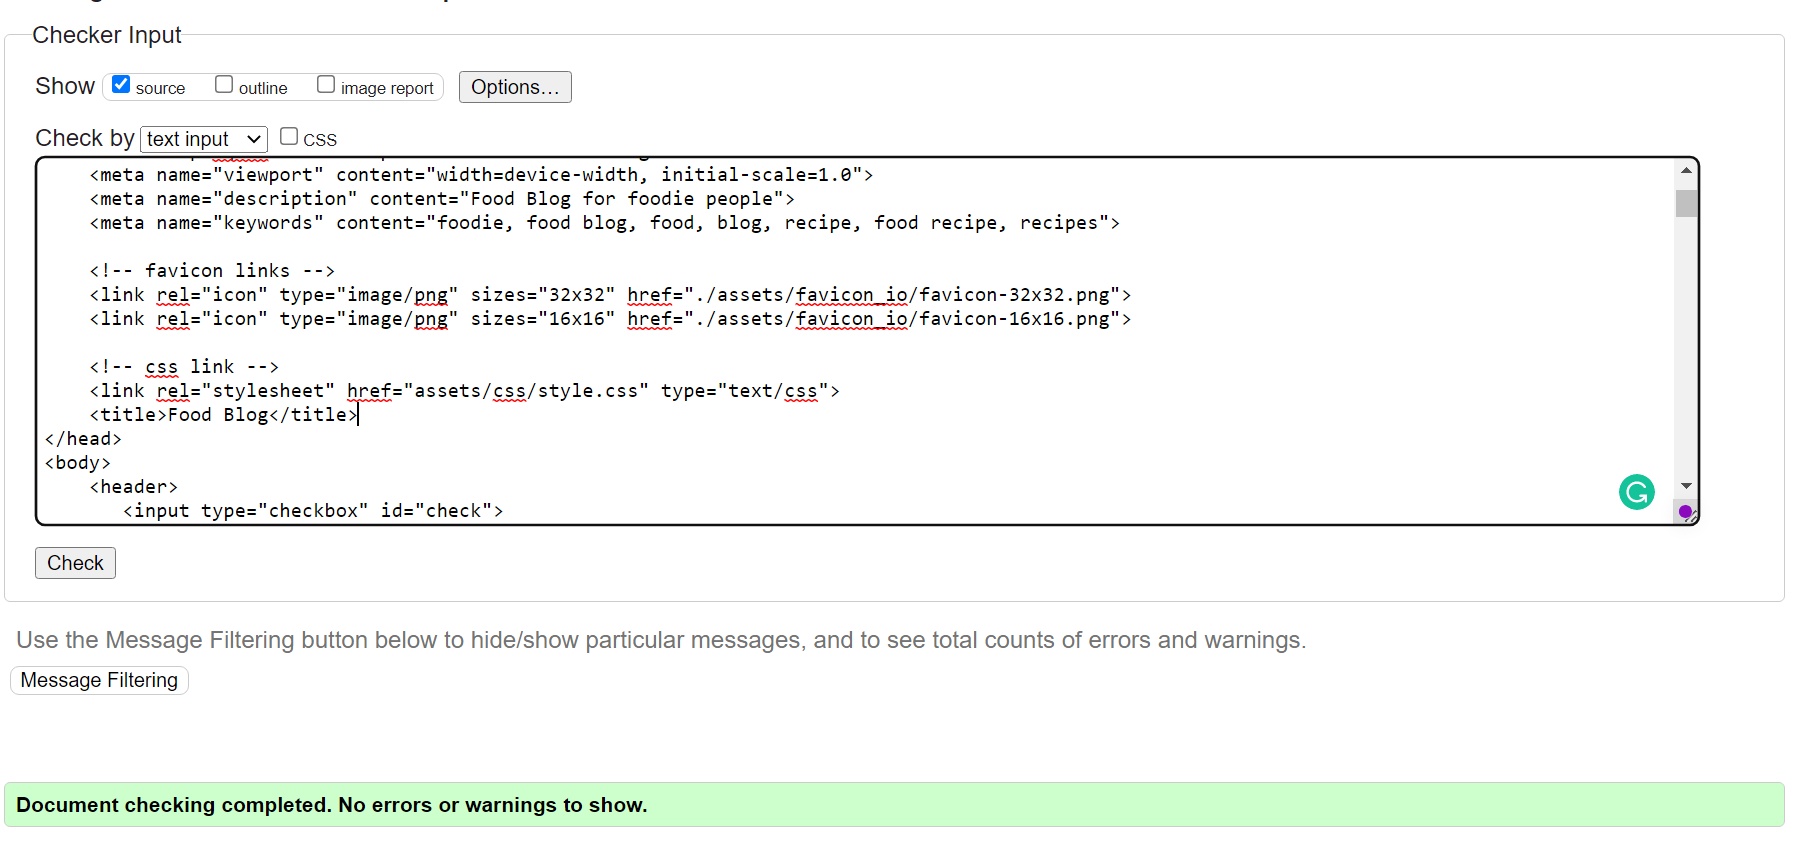 Checker Input
Show source outline image report Options...
Check by text input CSS
<meta name="viewport" content="width=device-width, initial-scale=1.0">
<meta name="description" content="Food Blog for foodie people">
<meta name="keywords" content="foodie, food blog, food, blog, recipe, food recipe, recipes">
<!-- favicon links -->
<link rel="icon" type="image/png" sizes="32x32" href="./assets/favicon_io/favicon-32x32.png">
<link rel="icon" type="image/png" sizes="16x16" href="./assets/favicon_io/favicon-16x16.png">
<!-- css link -->
<link rel="stylesheet" href="assets/css/style.css" type="text/css">
<title>Food Blog</title>
</head>
<body>
<header>
<input type="checkbox" id="check">
Check
Use the Message Filtering button below to hide/show particular messages, and to see total counts of errors and warnings.
Message Filtering
Document checking completed. No errors or warnings to show.